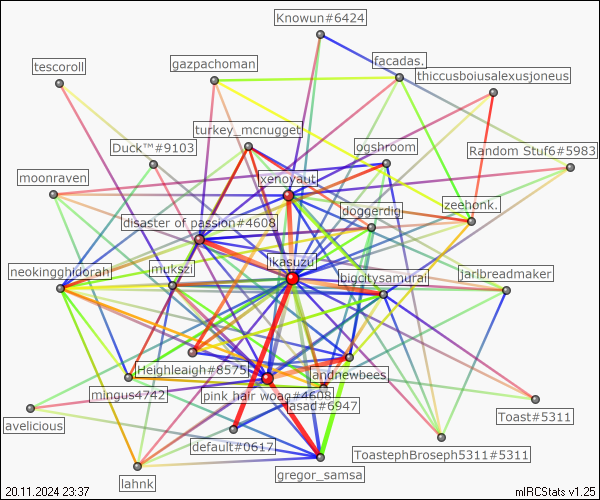 Knowun#6424
facadas.
gazpachoman
tescoroll
thiccusboiusalexusjoneus
turkey_mcnugget
Duck™#9103
ogshroom
Random Stuf6#5983
moonraven
xenovaut
zeehonk.
doggerdig
disaster of passion#4608
ikasuzu
neokingghidorah
mukszi
bigcitysamurai
jarlbreadmaker
Heighleaigh#8575
andnewbees
mingus4742
pink hair woag#4608
asad#6947
avelicious
Toast#5311
default#0617
ToastephBroseph5311#5311
lahnk
gregor_samsa
20.11.2024 23:37
mIRCStats v1.25